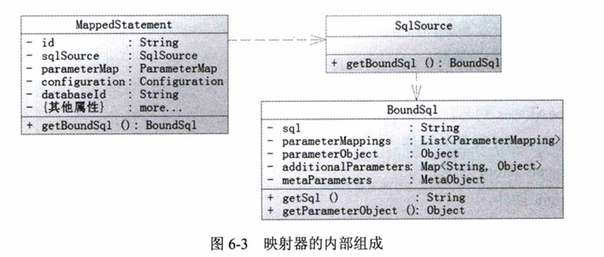 MappedStatement
- id : String
- sqlSource : SqlSource
- parameterMap : ParameterMap
- configuration : Configuration
- databaseId : String
- {其他属性} : more...
+ getBoundSql (): BoundSql
SqlSource
+ getBoundSql (): BoundSql
BoundSql
- sql : String
- parameterMappings : List<ParameterMapping>
- parameterObject : Object
- additionalParameters: Map<String, Object>
- metaParameters : MetaObject
+ getSql () : String
+ getParameterObject (): Object
图 6-3 映射器的内部组成